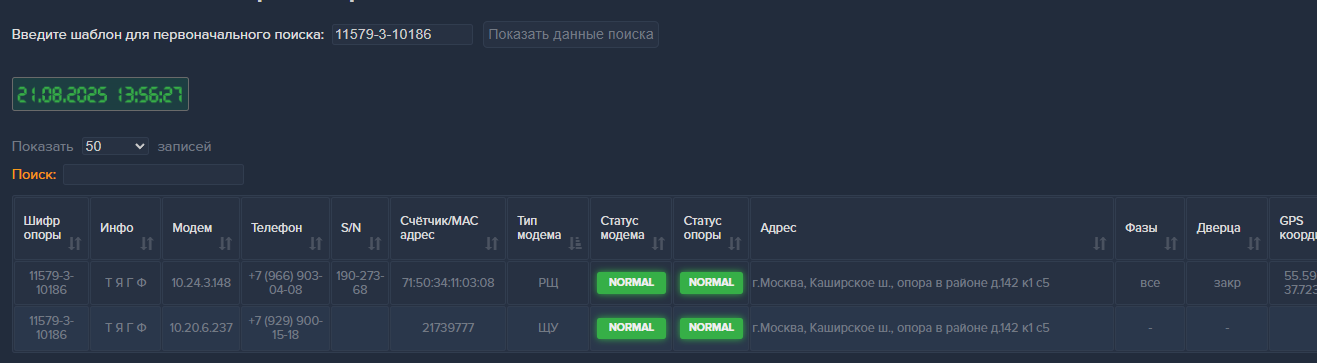 Введите шаблон для первоначального поиска: 11579-3-10186 Показать данные поиска
21.08.2025 13:56:27
Показать 50 записей
Поиск:
Шифр опоры Инфо Модем Телефон S/N Счётчик/MAC адрес Тип модема Статус модема Статус опоры Адрес Фазы Дверца GPS
11579-3-10186 Т Я Г Ф 10.24.3.148 +7 (966) 903-04-08 190-273-68 71:50:34:11:03:08 РЩ NORMAL NORMAL г.Москва, Каширское ш., опора в районе д.142 к1 с5 все закр 55.59 37.723
11579-3-10186 Т Я Г Ф 10.20.6.237 +7 (929) 900-15-18 21739777 ЩУ NORMAL NORMAL г.Москва, Каширское ш., опора в районе д.142 к1 с5 - -